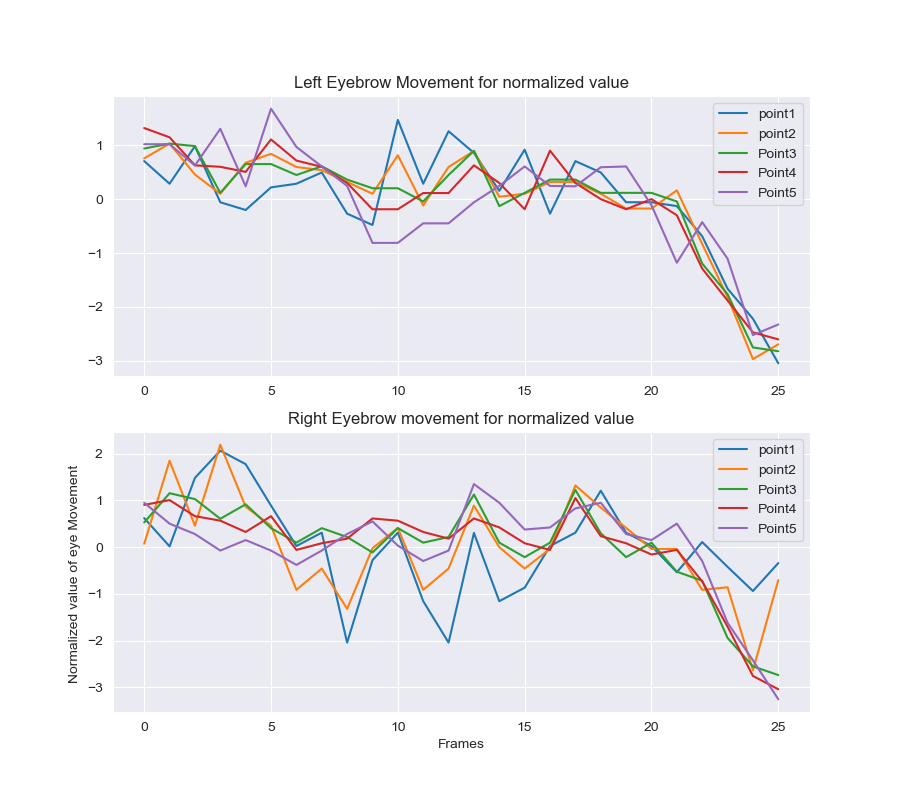 Left Eyebrow Movement for normalized value
1
0
−1
−2
−3
point1
point2
Point3
Point4
Point5
0 5 10 15 20 25
Right Eyebrow movement for normalized value
Normalized value of eye Movement
2
1
0
−1
−2
−3
point1
point2
Point3
Point4
Point5
0 5 10 15 20 25
Frames